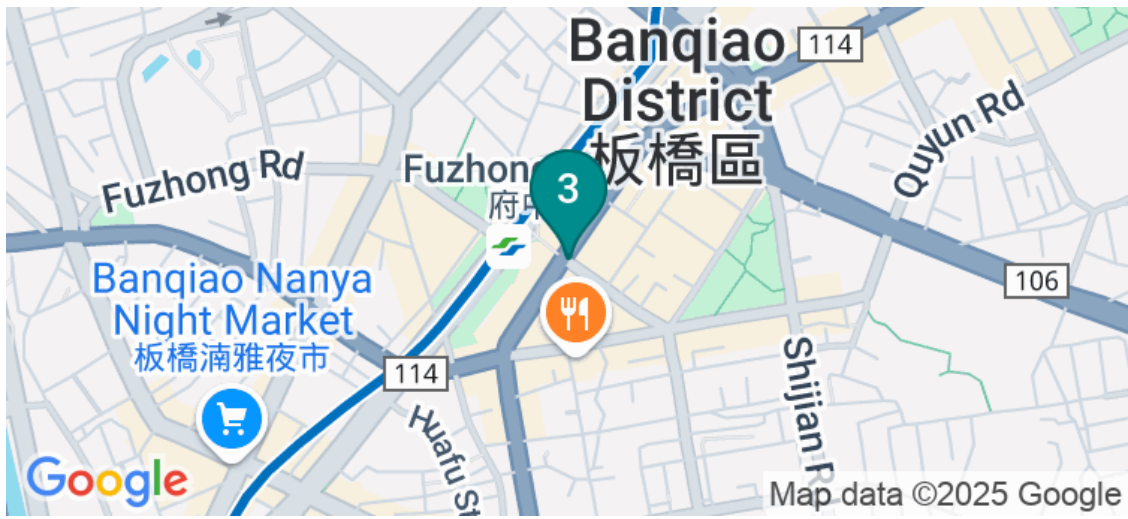 Banqiao
District
板橋區
114
Quyun Rd
Fuzhong Rd
Fuzhong
府中
3
106
Banqiao Nanya
Night Market
板橋湳雅夜市
114
Shijian R
Huafu St
Google
Map data ©2025 Google